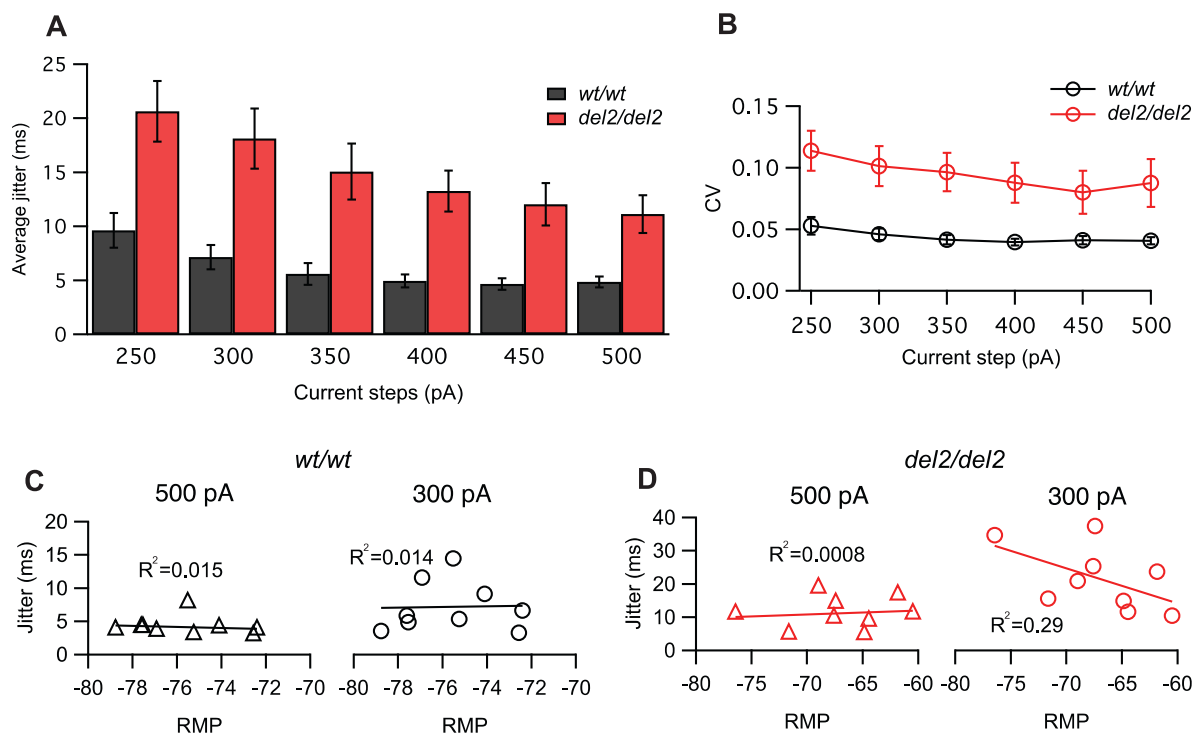 A
25
20
15
10
5
0
Average jitter (ms)
wt/wt
del2/del2
250 300 350 400 450 500
Current steps (pA)
B
wt/wt
del2/del2
0.15
0.10
0.05
0.00
CV
250 300 350 400 450 500
Current step (pA)
wt/wt
C
500 pA
300 pA
20
15
10
5
0
Jitter (ms)
R²=0.015
R²=0.014
-80 -78 -76 -74 -72 -70
-80 -78 -76 -74 -72 -70
RMP
RMP
del2/del2
D
500 pA
300 pA
40
30
20
10
0
Jitter (ms)
R²=0.0008
R²=0.29
-80 -75 -70 -65 -60
-80 -75 -70 -65 -60
RMP
RMP